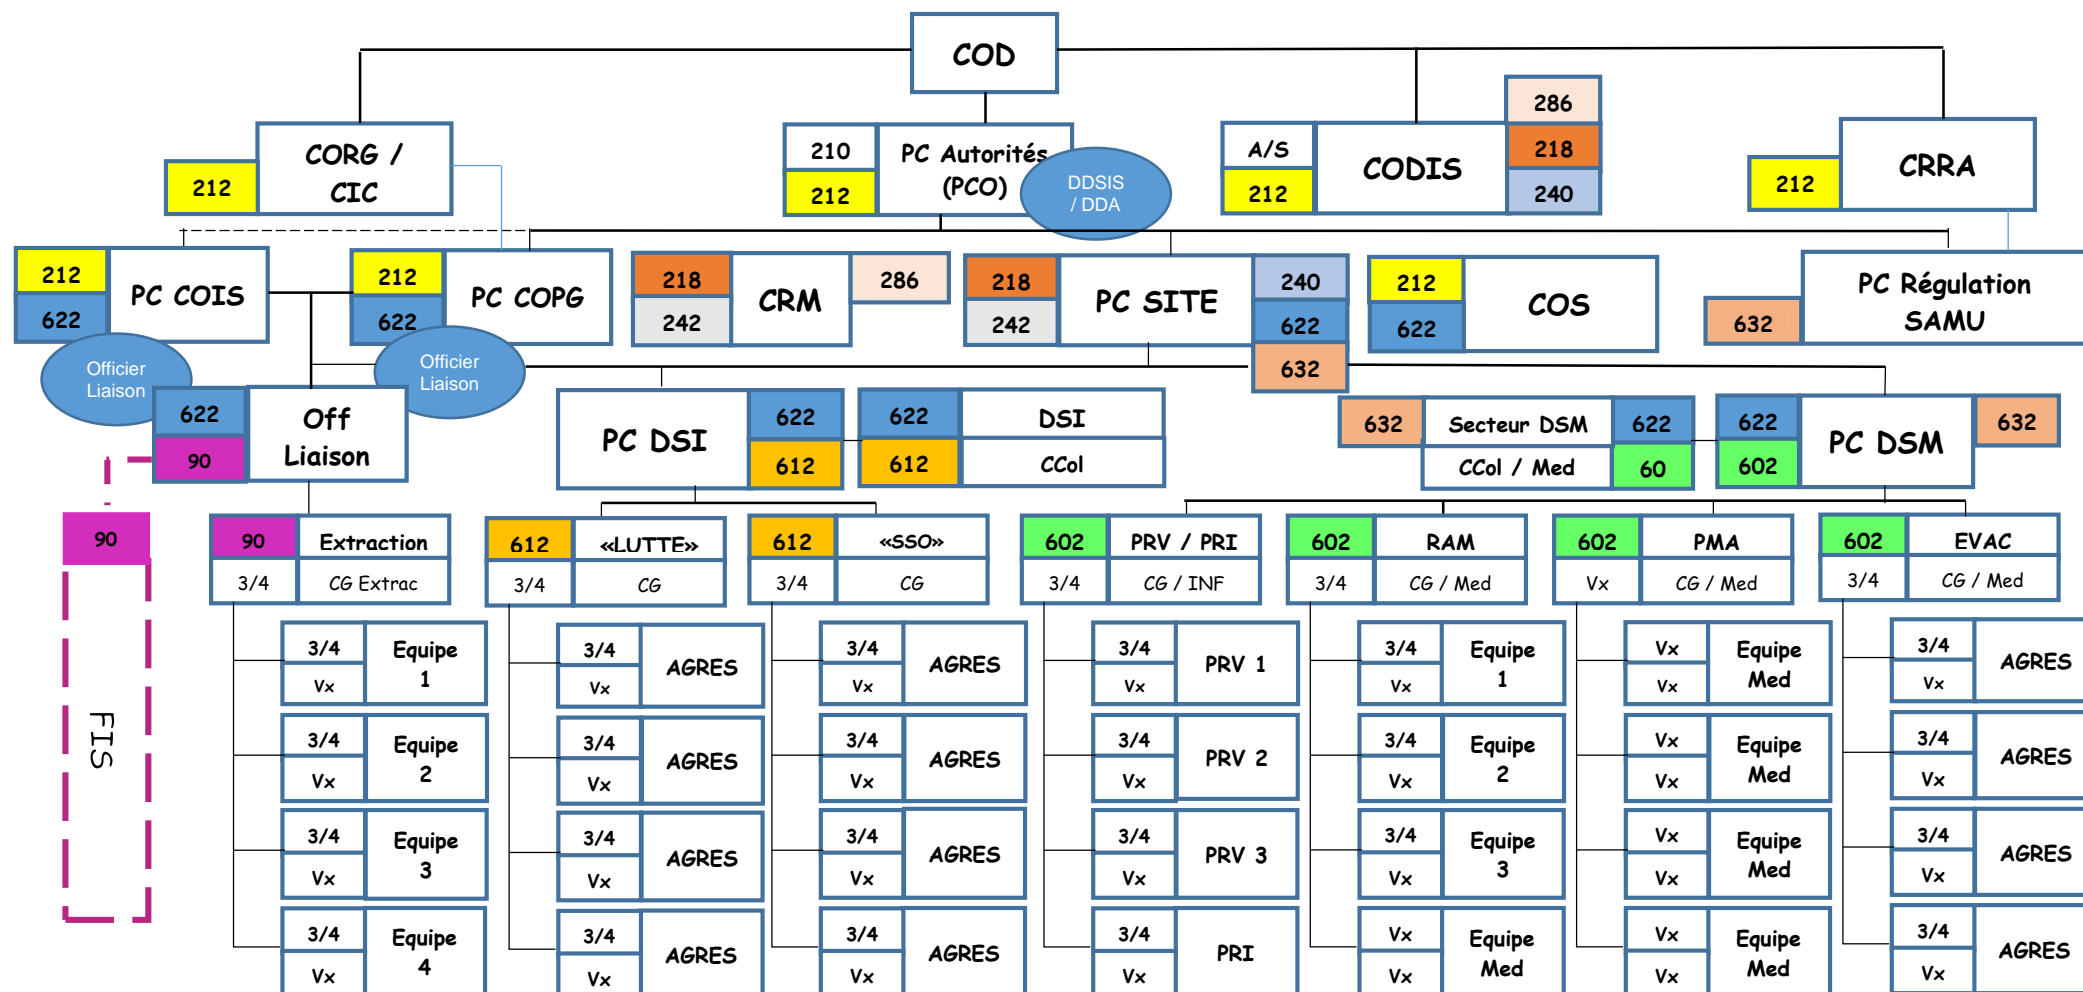 COD
286
CORG /
CIC
212
210
212
PC Autorités
(PCO)
DDSIS
/ DDA
A/S
212
CODIS
218
240
212
CRRA
212
622
PC COIS
Officier
Liaison
212
622
PC COPG
Officier
Liaison
218
242
CRM
286
218
242
PC SITE
240
622
632
212
622
COS
632
PC Régulation
SAMU
622
90
Off
Liaison
PC DSI
622
612
622
612
DSI
CCol
632
Secteur DSM
622
CCol / Med
60
622
602
PC DSM
632
90
FIS
90
Extraction
3/4
CG Extrac
3/4
Vx
Equipe
1
3/4
Vx
Equipe
2
3/4
Vx
Equipe
3
3/4
Vx
Equipe
4
612
«LUTTE»
3/4
CG
3/4
Vx
AGRES
3/4
Vx
AGRES
3/4
Vx
AGRES
3/4
Vx
AGRES
612
«SSO»
3/4
CG
3/4
Vx
AGRES
3/4
Vx
AGRES
3/4
Vx
AGRES
3/4
Vx
AGRES
602
PRV / PRI
3/4
CG / INF
3/4
Vx
PRV 1
3/4
Vx
PRV 2
3/4
Vx
PRV 3
3/4
Vx
PRI
602
RAM
3/4
CG / Med
3/4
Vx
Equipe
1
3/4
Vx
Equipe
2
3/4
Vx
Equipe
3
Vx
Vx
Equipe
Med
602
PMA
Vx
CG / Med
Vx
Vx
Equipe
Med
Vx
Vx
Equipe
Med
Vx
Vx
Equipe
Med
Vx
Vx
Equipe
Med
602
EVAC
3/4
CG / Med
3/4
Vx
AGRES
3/4
Vx
AGRES
3/4
Vx
AGRES
3/4
Vx
AGRES